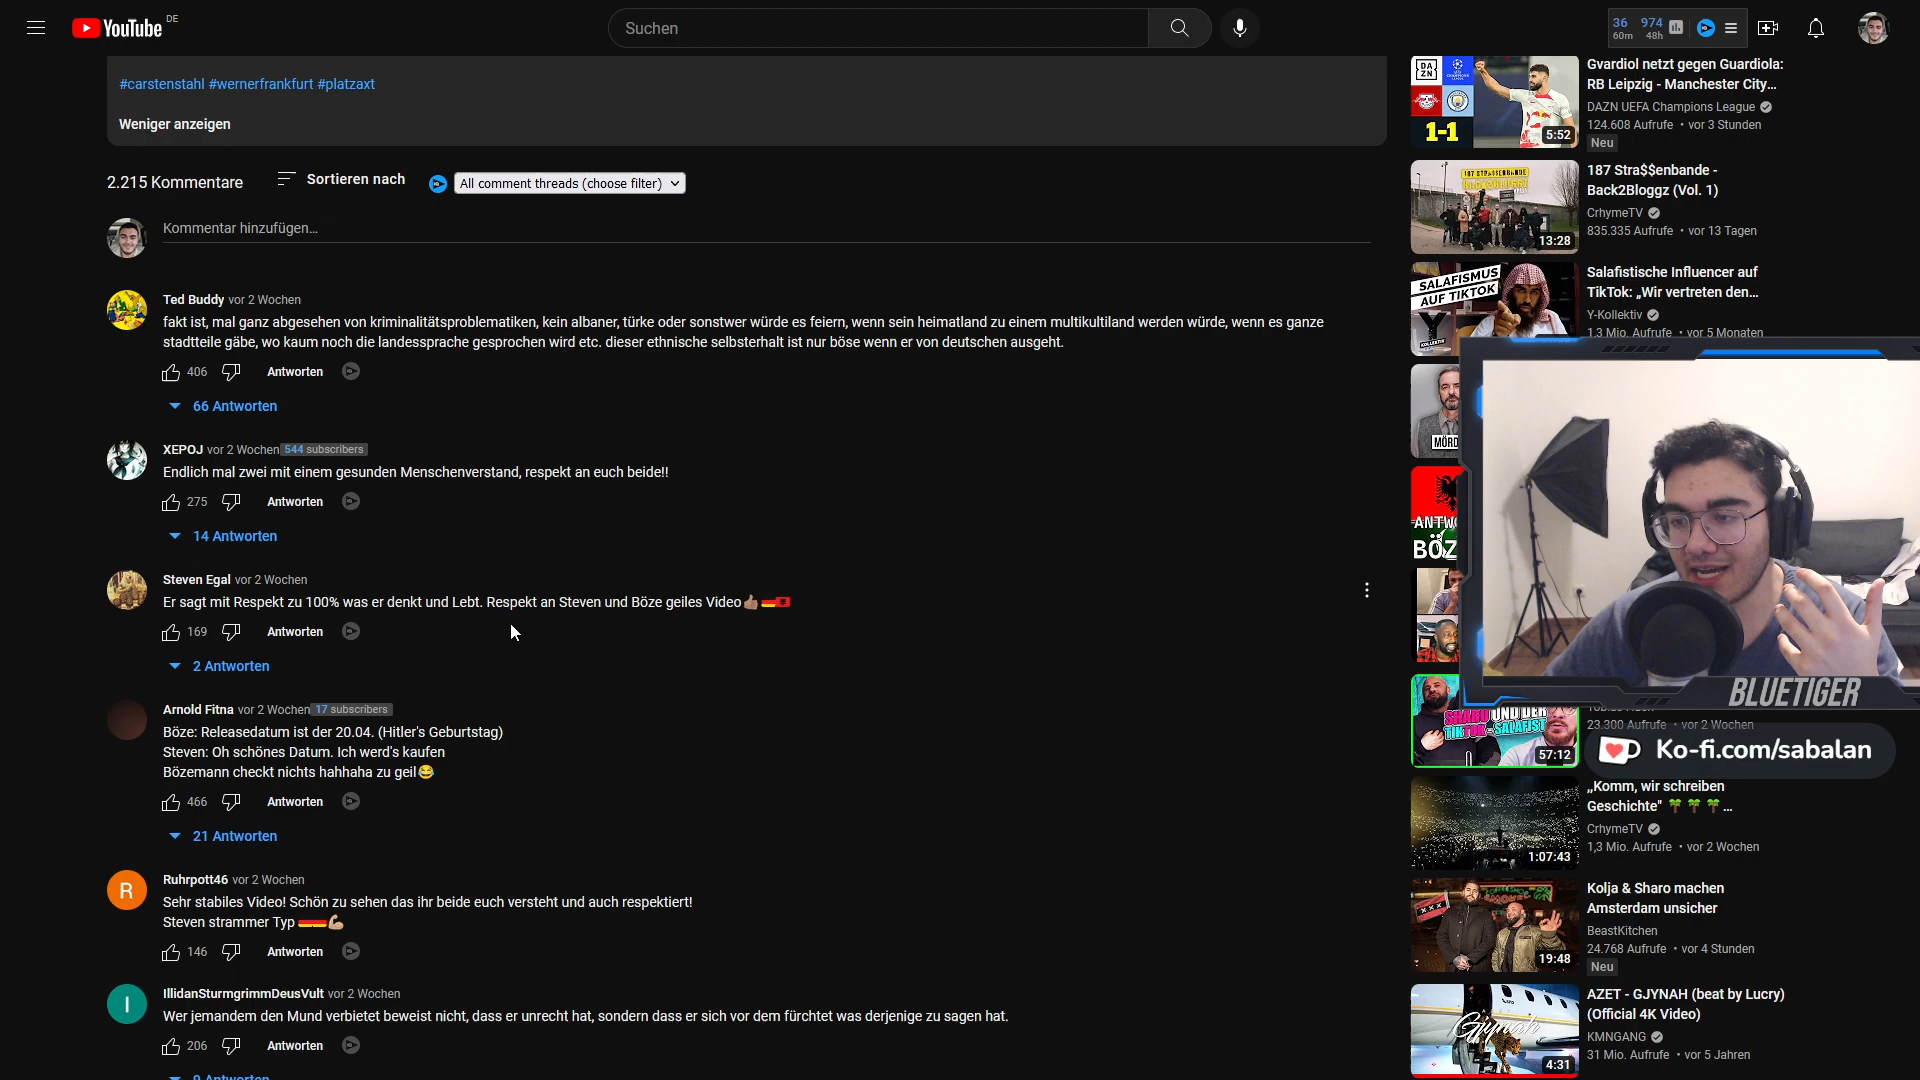 YouTube DE
Suchen
36 974
60m 48h
#carstenstahl #wernerfrankfurt #platzaxt
Weniger anzeigen
2.215 Kommentare
Sortieren nach
All comment threads (choose filter)
Kommentar hinzufügen...
Ted Buddy vor 2 Wochen
fakt ist, mal ganz abgesehen von kriminalitätsproblematiken, kein albaner, türke oder sonstwer würde es feiern, wenn sein heimatland zu einem multikultiland werden würde, wenn es ganze
stadtteile gäbe, wo kaum noch die landessprache gesprochen wird etc. dieser ethnische selbsterhalt ist nur böse wenn er von deutschen ausgeht.
406 Antworten
66 Antworten
XEPOJ vor 2 Wochen 544 subscribers
Endlich mal zwei mit einem gesunden Menschenverstand, respekt an euch beide!!
275 Antworten
14 Antworten
Steven Egal vor 2 Wochen
Er sagt mit Respekt zu 100% was er denkt und Lebt. Respekt an Steven und Böze geiles Video👍🏽🇩🇪🇦🇱
169 Antworten
2 Antworten
Arnold Fitna vor 2 Wochen 17 subscribers
Böze: Releasedatum ist der 20.04. (Hitler's Geburtstag)
Steven: Oh schönes Datum. Ich werd's kaufen
Bözemann checkt nichts hahhaha zu geil😂
466 Antworten
21 Antworten
R
Ruhrpott46 vor 2 Wochen
Sehr stabiles Video! Schön zu sehen das ihr beide euch versteht und auch respektiert!
Steven strammer Typ 🇩🇪💪🏼
146 Antworten
I
IllidanSturmgrimmDeusVult vor 2 Wochen
Wer jemandem den Mund verbietet beweist nicht, dass er unrecht hat, sondern dass er sich vor dem fürchtet was derjenige zu sagen hat.
206 Antworten
9 Antworten
DAZN
1-1
5:52
Gvardiol netzt gegen Guardiola:
RB Leipzig - Manchester City...
DAZN UEFA Champions League
124.608 Aufrufe • vor 3 Stunden
Neu
187 STRASSENBANDE
BACK2BLOGGZ
13:28
187 Stra$$enbande -
Back2Bloggz (Vol. 1)
CrhymeTV
835.335 Aufrufe • vor 13 Tagen
SALAFISMUS
AUF TIKTOK
Y
KOLLEKTIV
Salafistische Influencer auf
TikTok: „Wir vertreten den...
Y-Kollektiv
1,3 Mio. Aufrufe • vor 5 Monaten
MÖRD
ANTW
BÖZ
BLUETIGER
SHARO UND DER
TIKTOK-SALAFIST
57:12
23.300 Aufrufe • vor 2 Wochen
Ko-fi.com/sabalan
1:07:43
„Komm, wir schreiben
Geschichte" 🌴 🌴 🌴 ...
CrhymeTV
1,3 Mio. Aufrufe • vor 2 Wochen
XXX
19:48
Kolja & Sharo machen
Amsterdam unsicher
BeastKitchen
24.768 Aufrufe • vor 4 Stunden
Neu
Gjynah
4:31
AZET - GJYNAH (beat by Lucry)
(Official 4K Video)
KMNGANG
31 Mio. Aufrufe • vor 5 Jahren